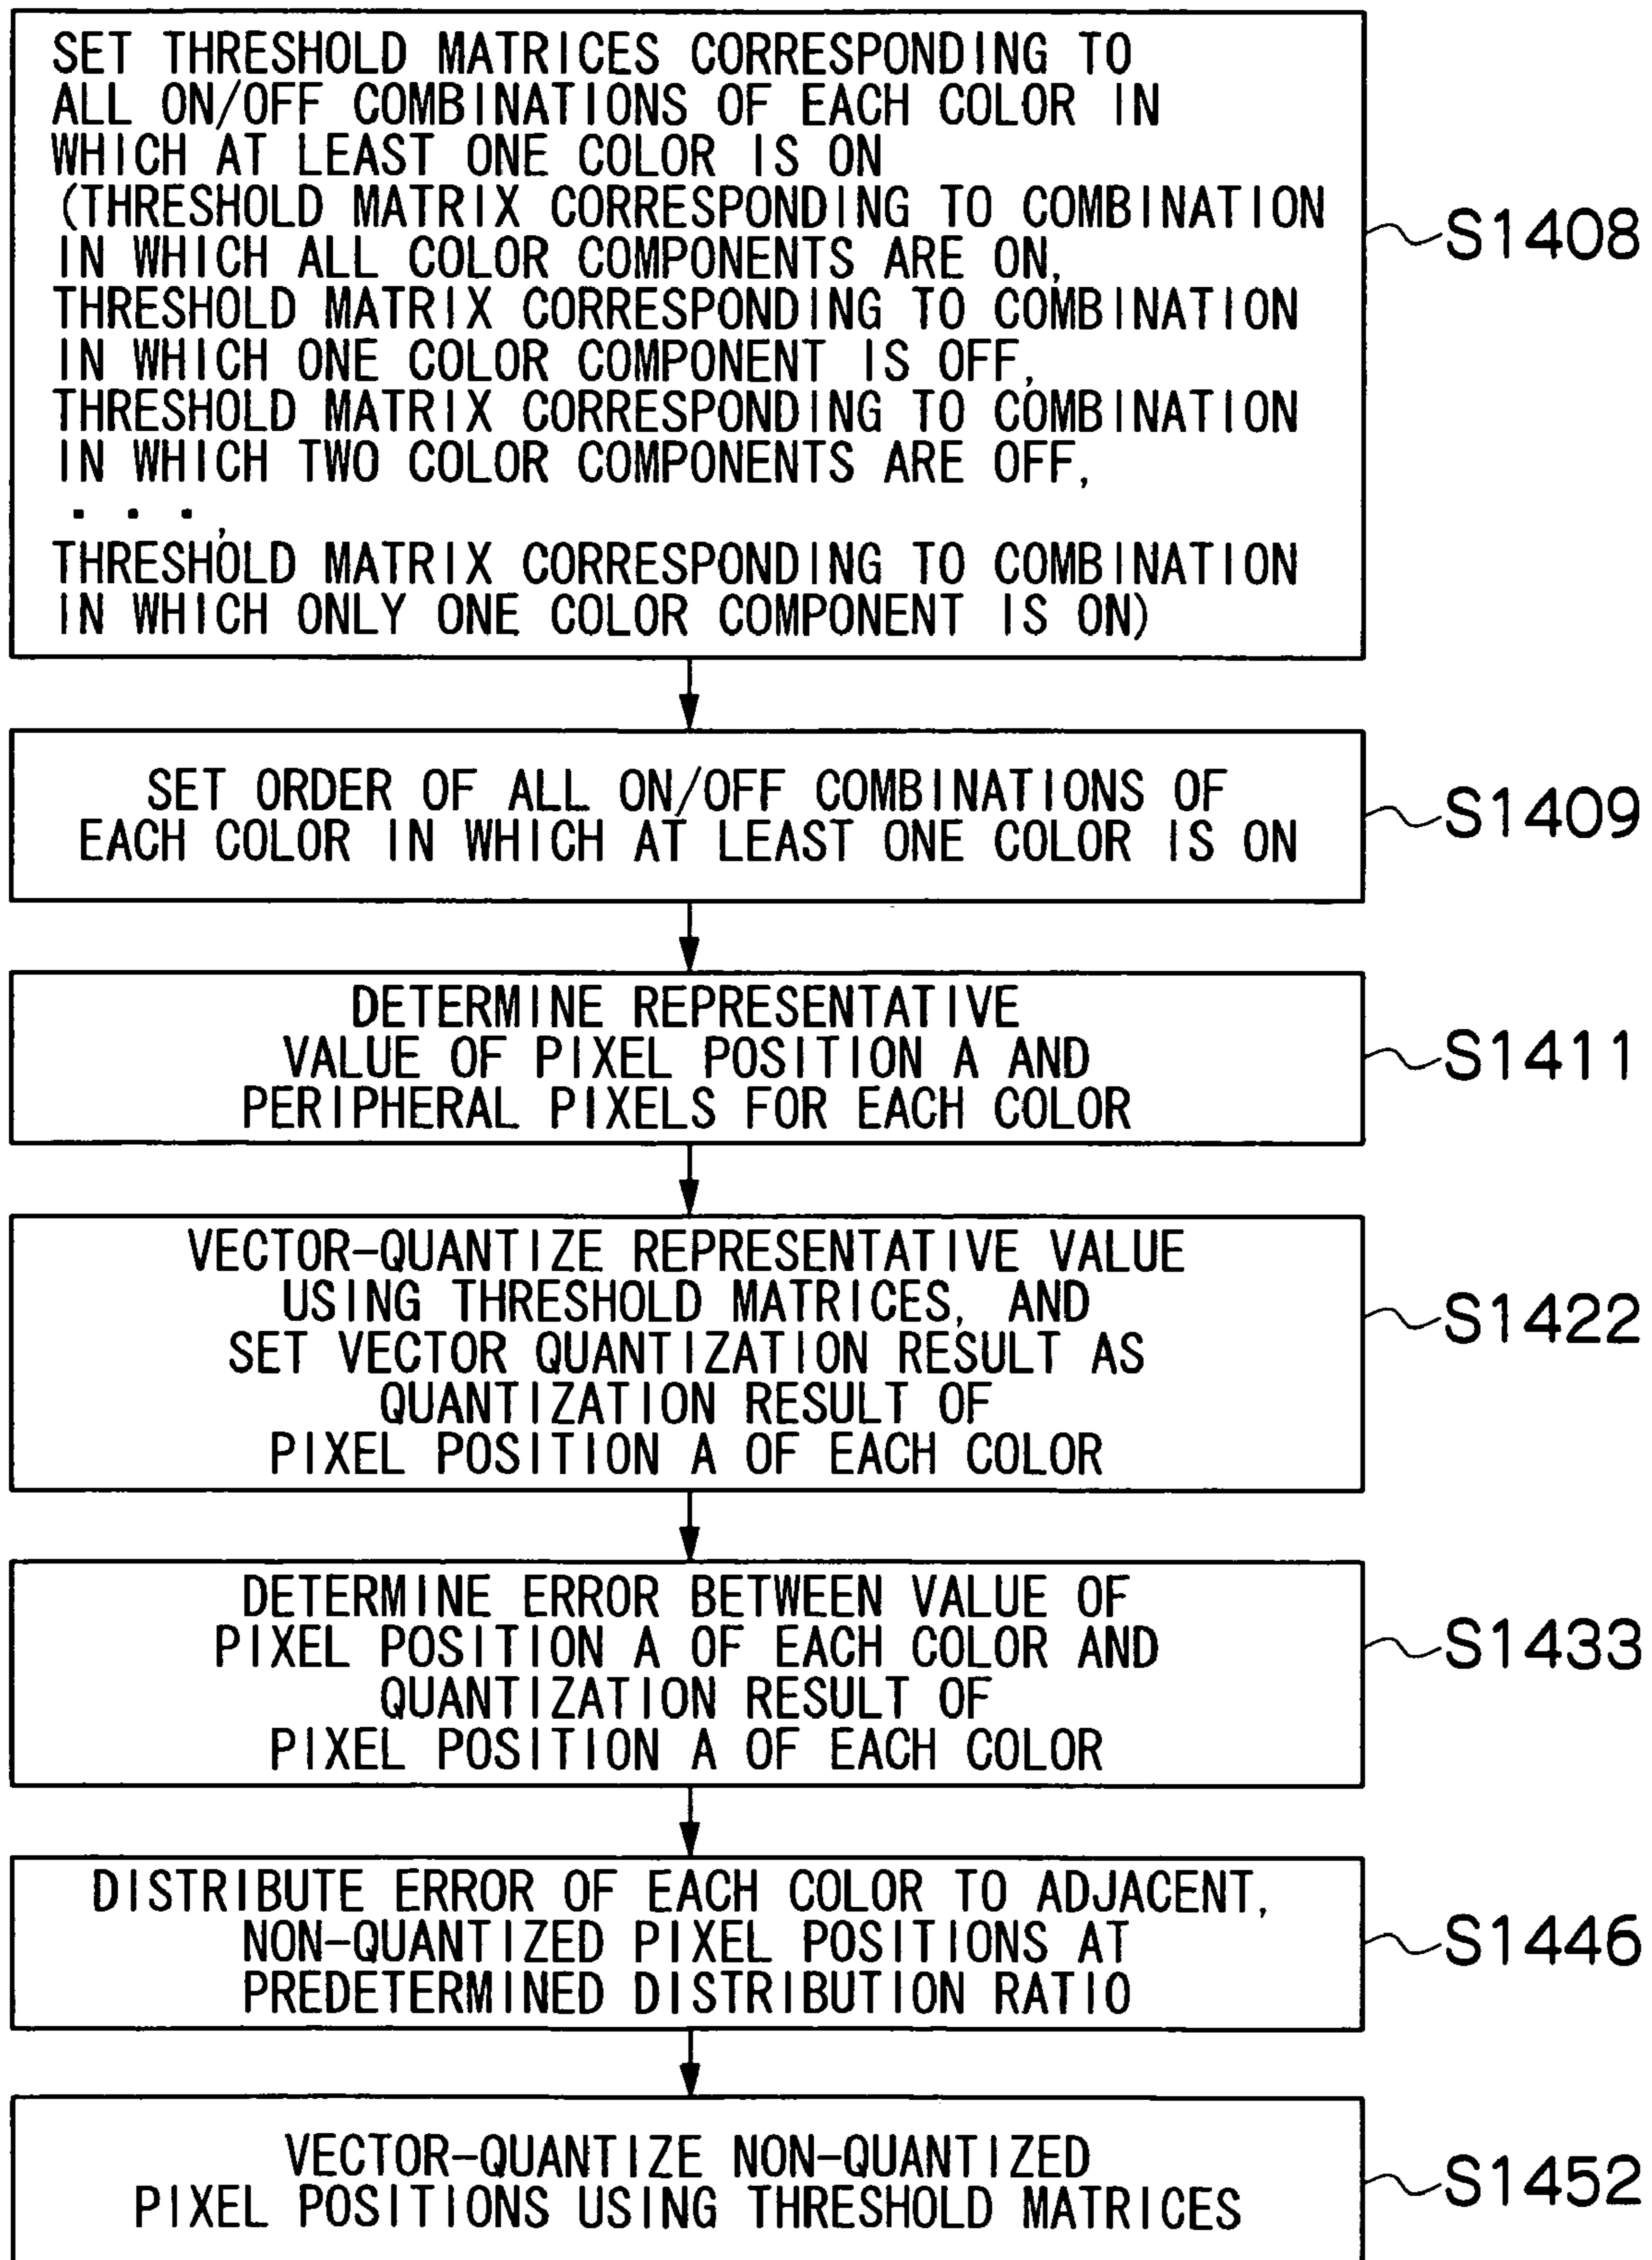 SET THRESHOLD MATRICES CORRESPONDING TO
ALL ON/OFF COMBINATIONS OF EACH COLOR IN
WHICH AT LEAST ONE COLOR IS ON
(THRESHOLD MATRIX CORRESPONDING TO COMBINATION
IN WHICH ALL COLOR COMPONENTS ARE ON,
THRESHOLD MATRIX CORRESPONDING TO COMBINATION
IN WHICH ONE COLOR COMPONENT IS OFF,
THRESHOLD MATRIX CORRESPONDING TO COMBINATION
IN WHICH TWO COLOR COMPONENTS ARE OFF,
· · ·,
THRESHOLD MATRIX CORRESPONDING TO COMBINATION
IN WHICH ONLY ONE COLOR COMPONENT IS ON)
S1408
SET ORDER OF ALL ON/OFF COMBINATIONS OF
EACH COLOR IN WHICH AT LEAST ONE COLOR IS ON
S1409
DETERMINE REPRESENTATIVE
VALUE OF PIXEL POSITION A AND
PERIPHERAL PIXELS FOR EACH COLOR
S1411
VECTOR-QUANTIZE REPRESENTATIVE VALUE
USING THRESHOLD MATRICES, AND
SET VECTOR QUANTIZATION RESULT AS
QUANTIZATION RESULT OF
PIXEL POSITION A OF EACH COLOR
S1422
DETERMINE ERROR BETWEEN VALUE OF
PIXEL POSITION A OF EACH COLOR AND
QUANTIZATION RESULT OF
PIXEL POSITION A OF EACH COLOR
S1433
DISTRIBUTE ERROR OF EACH COLOR TO ADJACENT,
NON-QUANTIZED PIXEL POSITIONS AT
PREDETERMINED DISTRIBUTION RATIO
S1446
VECTOR-QUANTIZE NON-QUANTIZED
PIXEL POSITIONS USING THRESHOLD MATRICES
S1452